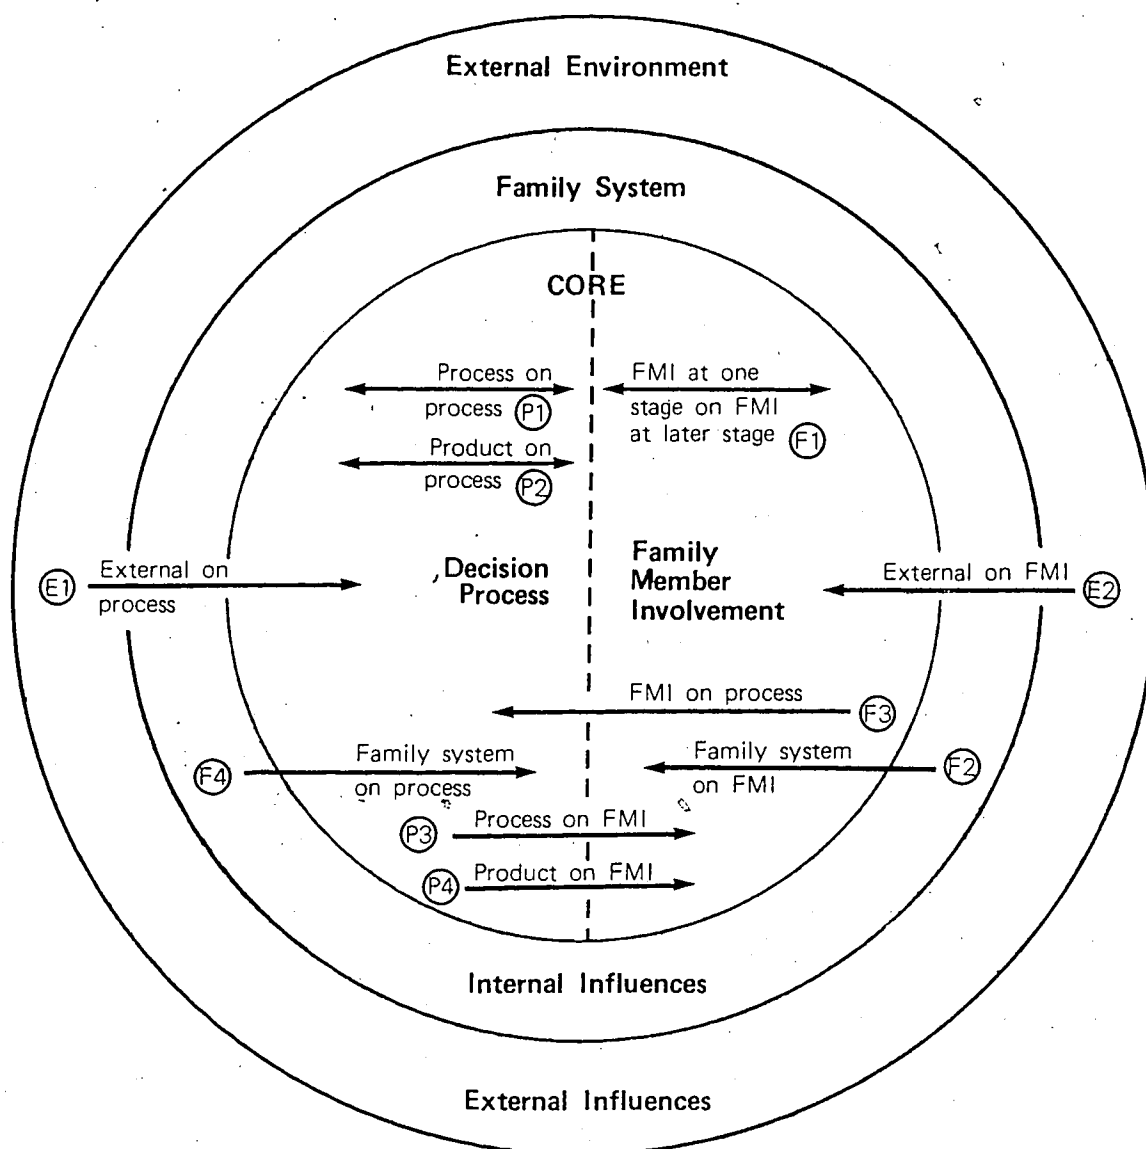 External Environment
Family System
CORE
Process on
process P1
FMI at one
stage on FMI
at later stage F1
Product on
process P2
E1 External on
process
Decision
Process
Family
Member
Involvement
External on FMI E2
FMI on process F3
F4 Family system
on process
Family system F2
on FMI
P3 Process on FMI
P4 Product on FMI
Internal Influences
External Influences